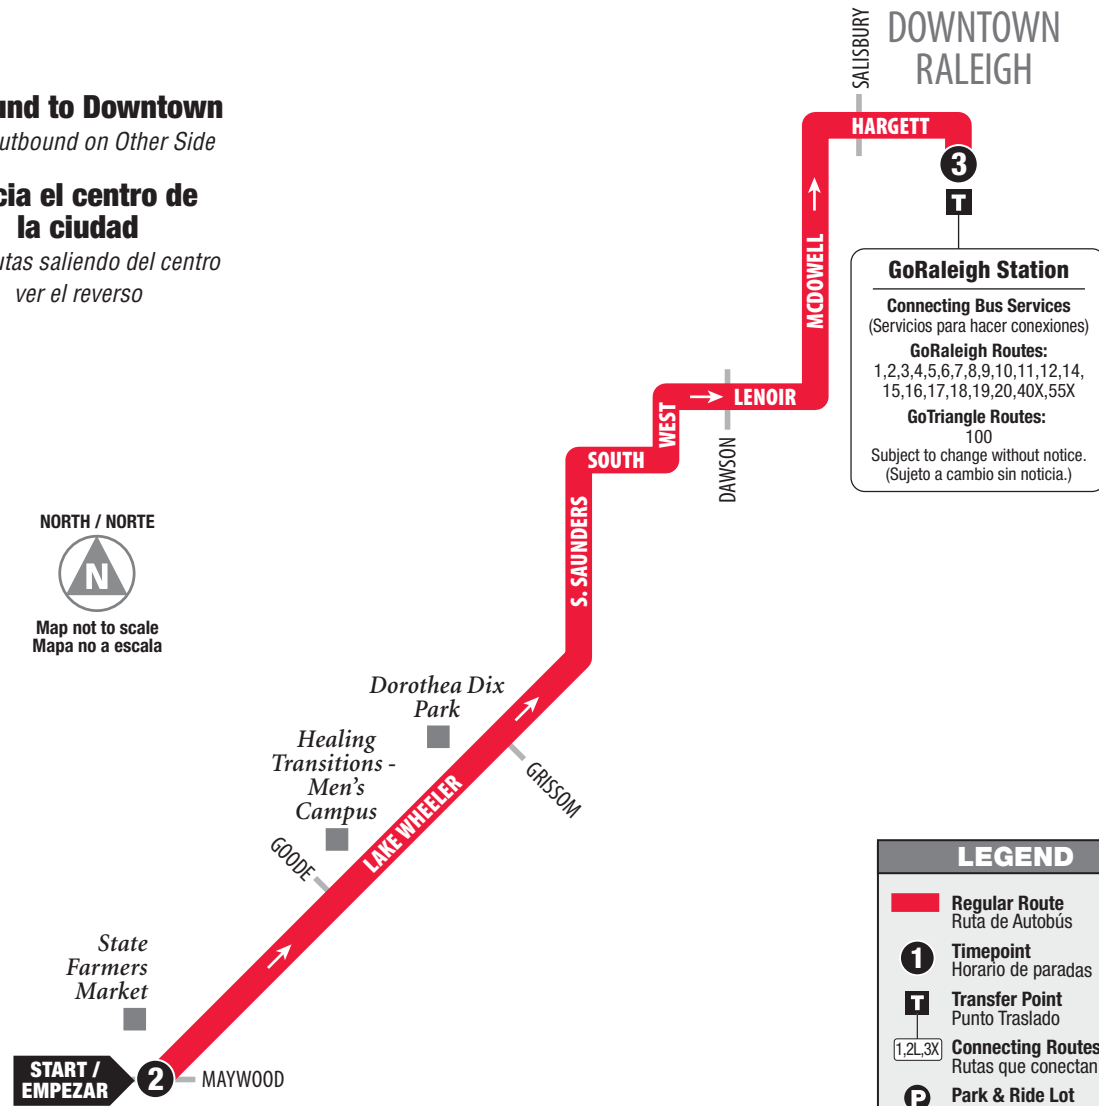 SALISBURY
DOWNTOWN
RALEIGH
und to Downtown
utbound on Other Side
cia el centro de
la ciudad
utas saliendo del centro
ver el reverso
HARGETT
3
T
MCDOWELL
GoRaleigh Station
Connecting Bus Services
(Servicios para hacer conexiones)
GoRaleigh Routes:
1,2,3,4,5,6,7,8,9,10,11,12,14,
15,16,17,18,19,20,40X,55X
GoTriangle Routes:
100
Subject to change without notice.
(Sujeto a cambio sin noticia.)
LENOIR
WEST
DAWSON
SOUTH
S. SAUNDERS
NORTH / NORTE
N
Map not to scale
Mapa no a escala
Dorothea Dix
Park
Healing
Transitions -
Men's
Campus
GRISSOM
LAKE WHEELER
GOODE
State
Farmers
Market
START /
EMPEZAR
2
MAYWOOD
LEGEND
Regular Route
Ruta de Autobús
1
Timepoint
Horario de paradas
T
Transfer Point
Punto Traslado
1,2L,3X
Connecting Routes
Rutas que conectan
P
Park & Ride Lot